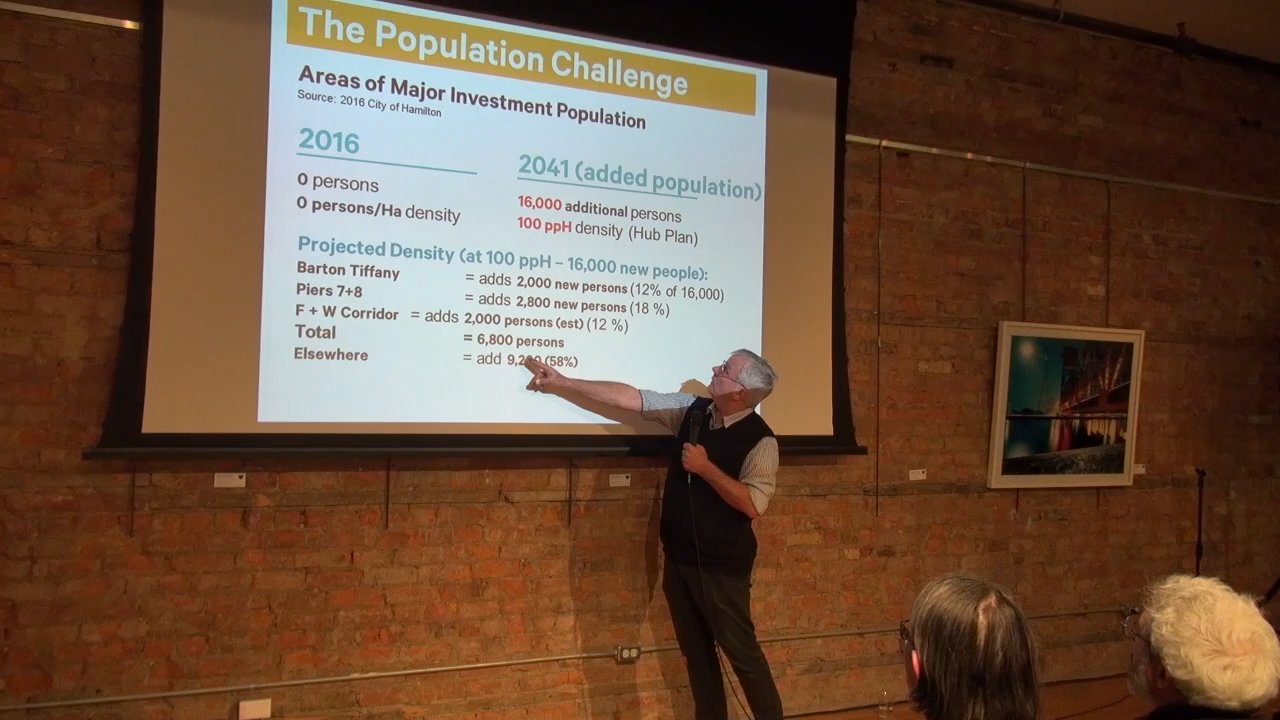 The Population Challenge
Areas of Major Investment Population
Source: 2016 City of Hamilton
2016
0 persons
0 persons/Ha density
2041 (added population)
16,000 additional persons
100 ppH density (Hub Plan)
Projected Density (at 100 ppH – 16,000 new people):
Barton Tiffany = adds 2,000 new persons (12% of 16,000)
Piers 7+8 = adds 2,800 new persons (18 %)
F + W Corridor = adds 2,000 persons (est) (12 %)
Total = 6,800 persons
Elsewhere = add 9,200 (58%)